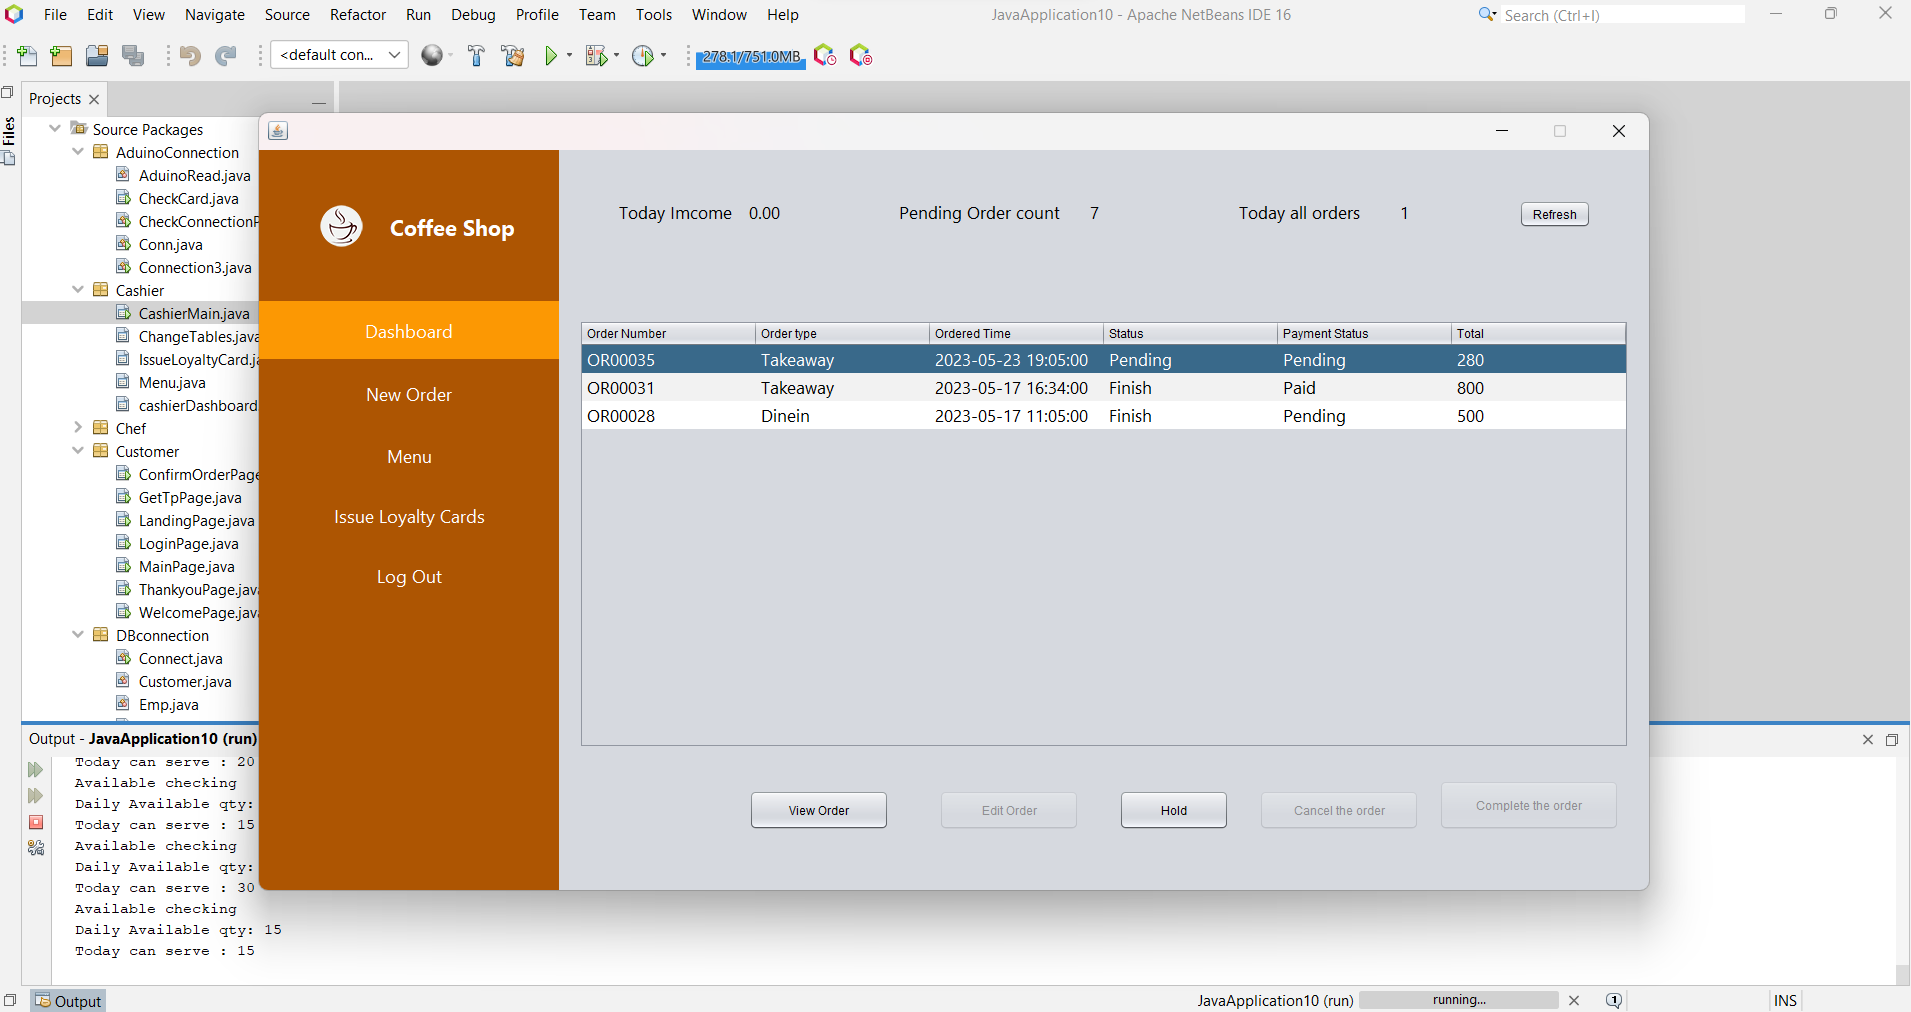 File Edit View Navigate Source Refactor Run Debug Profile Team Tools Window Help
JavaApplication10 - Apache NetBeans IDE 16
Search (Ctrl+I)
<default con...
278.1/751.0MB
Projects
Files
Source Packages
AduinoConnection
AduinoRead.java
CheckCard.java
CheckConnectionP
Conn.java
Connection3.java
Cashier
CashierMain.java
ChangeTables.java
IssueLoyaltyCard.ja
Menu.java
cashierDashboard
Chef
Customer
ConfirmOrderPage
GetTpPage.java
LandingPage.java
LoginPage.java
MainPage.java
ThankyouPage.java
WelcomePage.java
DBconnection
Connect.java
Customer.java
Emp.java
Coffee Shop
Dashboard
New Order
Menu
Issue Loyalty Cards
Log Out
Today Imcome 0.00
Pending Order count 7
Today all orders 1
Refresh
Order Number Order type Ordered Time Status Payment Status Total
OR00035 Takeaway 2023-05-23 19:05:00 Pending Pending 280
OR00031 Takeaway 2023-05-17 16:34:00 Finish Paid 800
OR00028 Dinein 2023-05-17 11:05:00 Finish Pending 500
View Order
Edit Order
Hold
Cancel the order
Complete the order
Output - JavaApplication10 (run)
Today can serve : 20
Available checking
Daily Available qty:
Today can serve : 15
Available checking
Daily Available qty:
Today can serve : 30
Available checking
Daily Available qty: 15
Today can serve : 15
Output
JavaApplication10 (run)
running...
1
INS